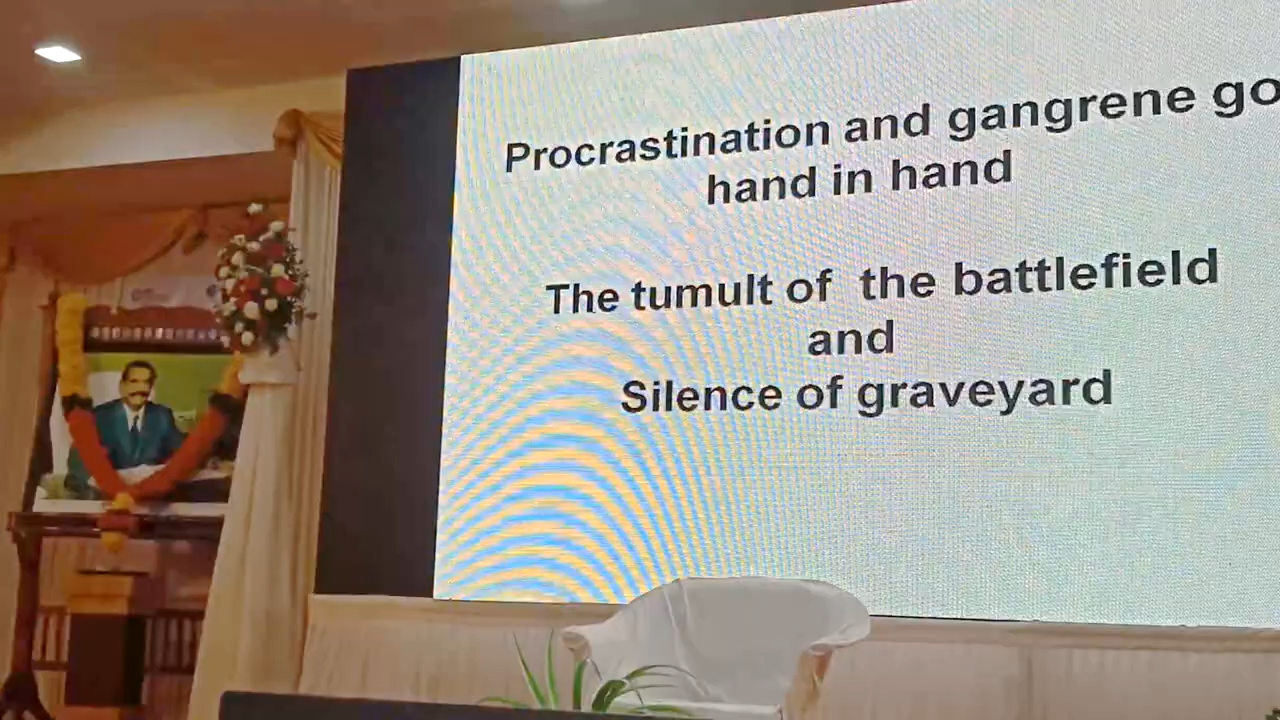 Procrastination and gangrene go
hand in hand
The tumult of  the battlefield
and
Silence of graveyard